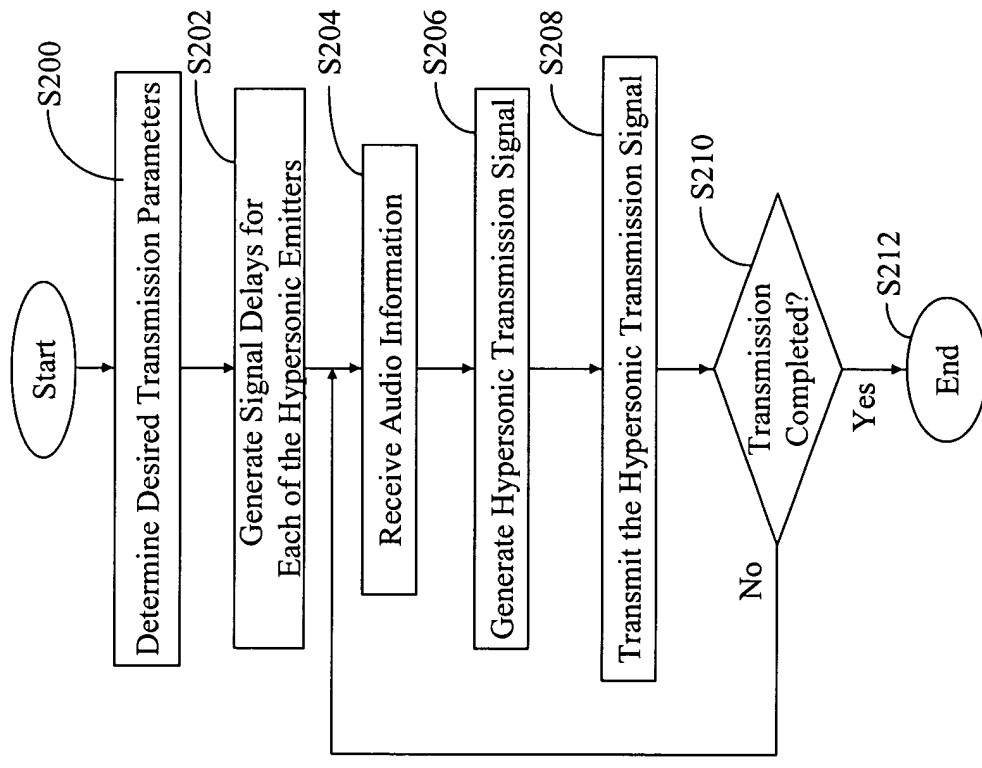 Start
S200
Determine Desired Transmission Parameters
S202
Generate Signal Delays for
Each of the Hypersonic Emitters
S204
Receive Audio Information
S206
Generate Hypersonic Transmission Signal
S208
Transmit the Hypersonic Transmission Signal
S210
Transmission
Completed?
No
Yes
S212
End